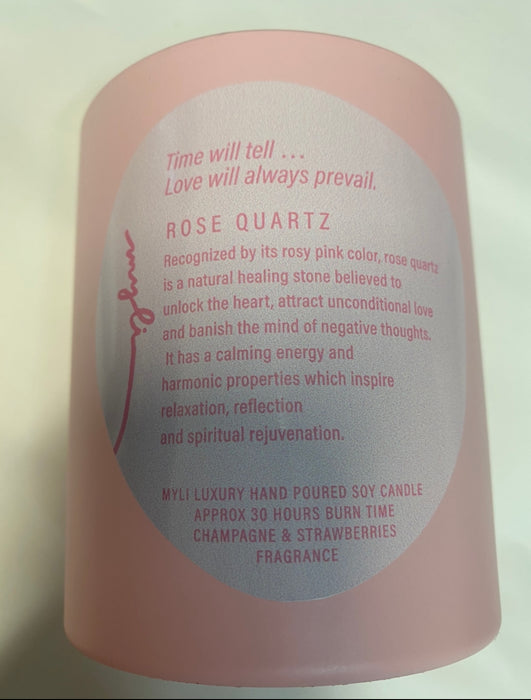 Time will tell ...
Love will always prevail.
ROSE QUARTZ
Recognized by its rosy pink color, rose quartz
is a natural healing stone believed to
unlock the heart, attract unconditional love
and banish the mind of negative thoughts.
It has a calming energy and
harmonic properties which inspire
relaxation, reflection
and spiritual rejuvenation.
myli
MYLI LUXURY HAND POURED SOY CANDLE
APPROX 30 HOURS BURN TIME
CHAMPAGNE & STRAWBERRIES
FRAGRANCE